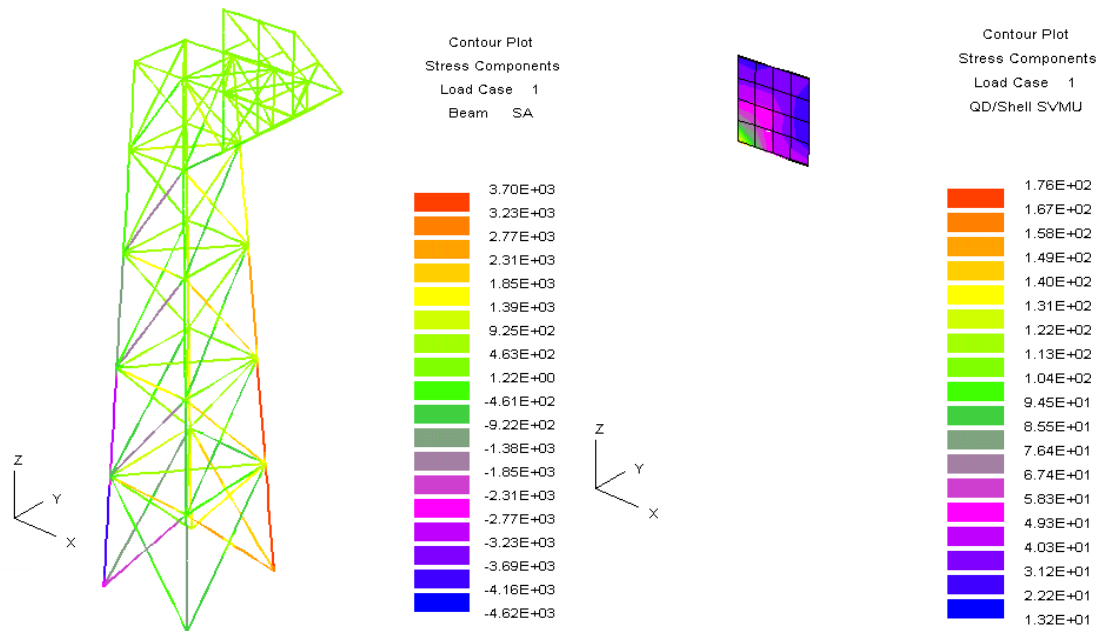 Contour Plot
Stress Components
Load Case 1
Beam SA
3.70E+03
3.23E+03
2.77E+03
2.31E+03
1.85E+03
1.39E+03
9.25E+02
4.63E+02
1.22E+00
-4.61E+02
-9.22E+02
-1.38E+03
-1.85E+03
-2.31E+03
-2.77E+03
-3.23E+03
-3.69E+03
-4.16E+03
-4.62E+03
Z
Y
X
Contour Plot
Stress Components
Load Case 1
QD/Shell SVMU
1.76E+02
1.67E+02
1.58E+02
1.49E+02
1.40E+02
1.31E+02
1.22E+02
1.13E+02
1.04E+02
9.45E+01
8.55E+01
7.64E+01
6.74E+01
5.83E+01
4.93E+01
4.03E+01
3.12E+01
2.22E+01
1.32E+01
Z
Y
X